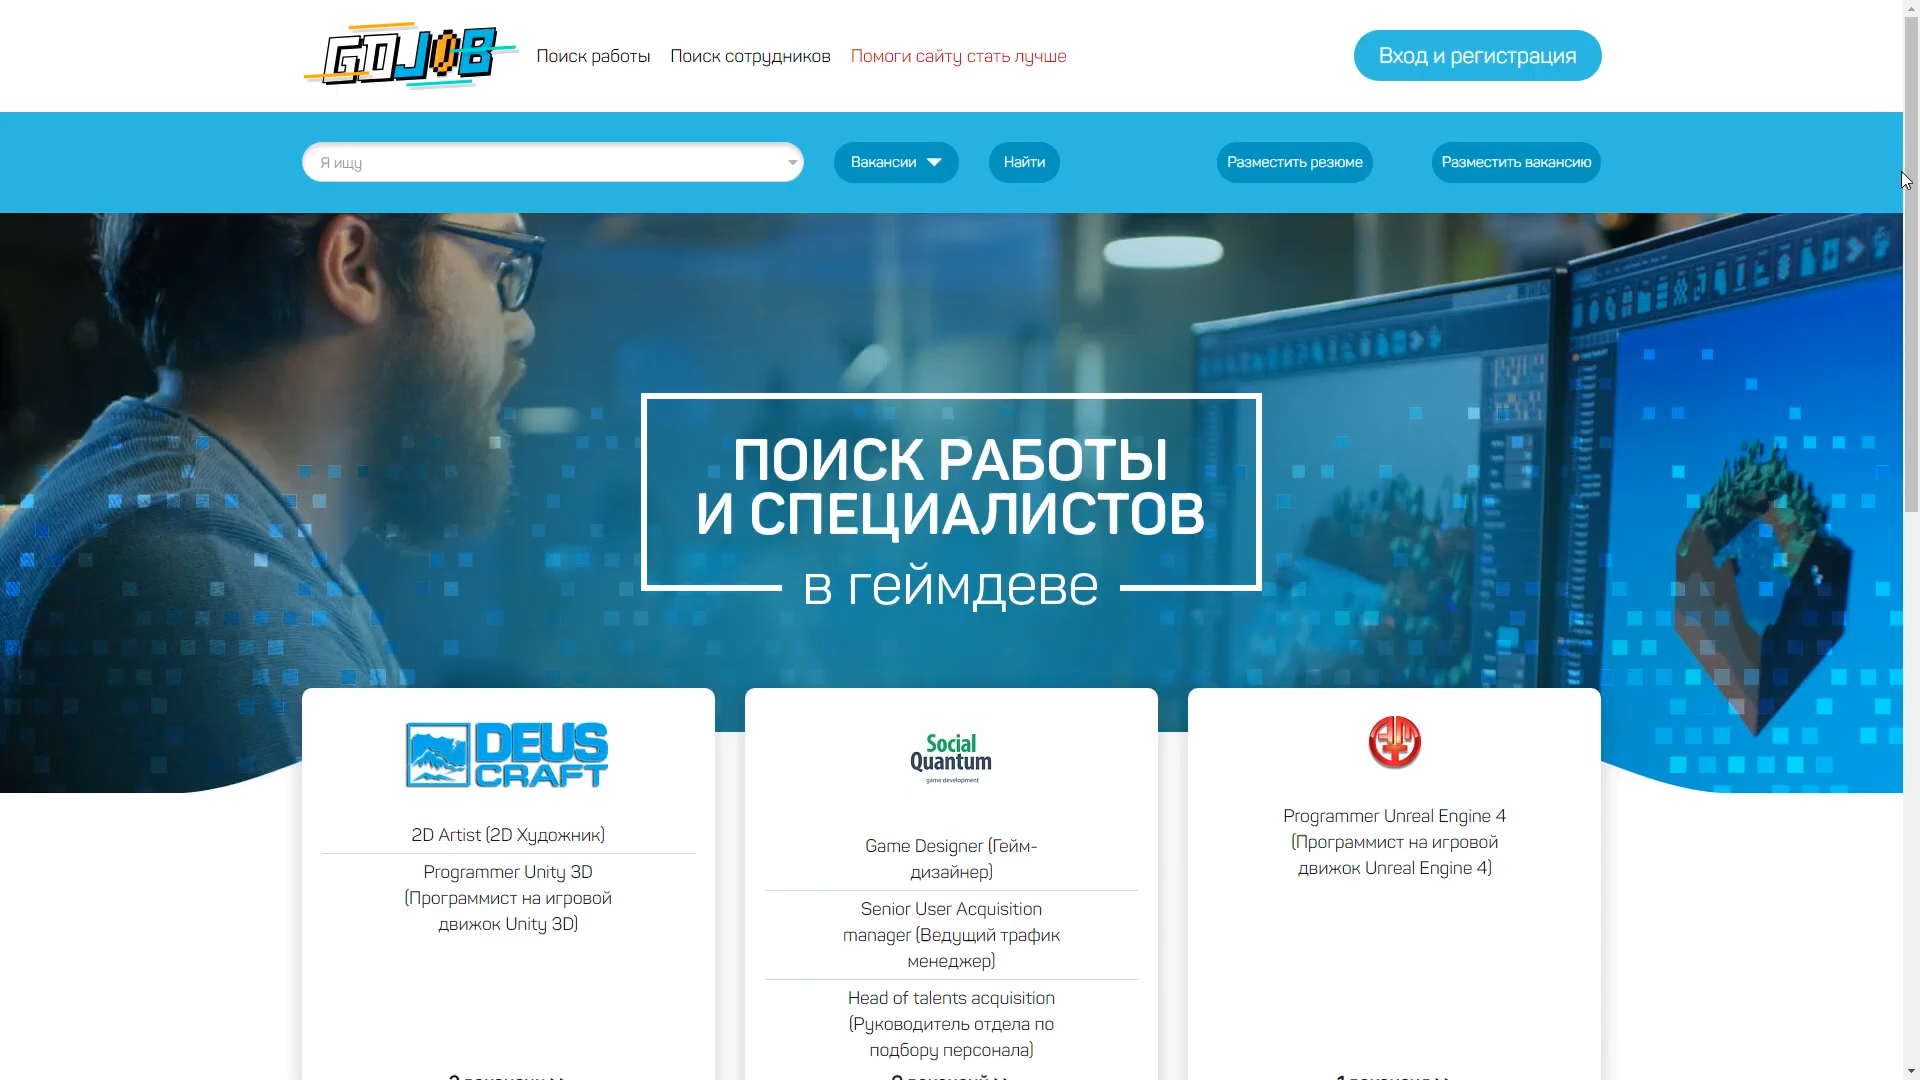 GDJOB
Поиск работы
Поиск сотрудников
Помоги сайту стать лучше
Вход и регистрация
Я ищу
Вакансии
Найти
Разместить резюме
Разместить вакансию
ПОИСК РАБОТЫ
И СПЕЦИАЛИСТОВ
в геймдеве
DEUS
CRAFT
2D Artist (2D Художник)
Programmer Unity 3D
(Программист на игровой
движок Unity 3D)
Social
Quantum
game development
Game Designer (Гейм-
дизайнер)
Senior User Acquisition
manager (Ведущий трафик
менеджер)
Head of talents acquisition
(Руководитель отдела по
подбору персонала)
Programmer Unreal Engine 4
(Программист на игровой
движок Unreal Engine 4)